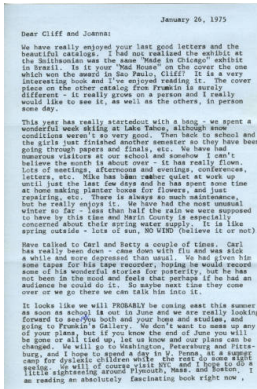 January 26, 1975
Dear Cliff and Joanna:
We have really enjoyed your last good letters and the
beautiful catalogs. I had not realized the exhibit at
the Smithsonian was the same "Made in Chicago" exhibit
in Brazil. Is it your "Mad House" on the cover the one
which won the award in Sao Paulo, Cliff? It is a very
interesting book and I've enjoyed reading it. The cover
piece on the other catalog from Frumkin is surely
different - it really grows on a person and I really
would like to see it, as well as the others, in person
some day.
This year has really startedout with a bang - we spent a
wonderful week skiing at Lake Tahoe, although snow
conditions weren't so very good. Then back to school and
the girls just finished another semester so they have been
going through papers and finals, etc. We have had
numerous visitors at our school and somehow I can't
believe the month is about over - it has really flown.
Lots of meetings, afternoons and evenings, conferences,
letters, etc. Mike has been rather quiet at work up
until just the last few days and he has spent some time
at home making planter boxes for flowers, and just
repairing, etc. There is always so much maintenance,
but he really enjoys it. We have had the most unusual
winter so far - less than half the rain we were supposed
to have by this time and Marin County is especially
concerned about their spring water supply. It is like
spring outside - lots of sun, NO WIND (believe it or not)
Have talked to Carl and Betty a couple of times. Carl
has really been down - came down with flu and was sick
a while and more depressed than usual. We had given him
some tapes for his tape recorder, hoping he would record
some of his wonderful stories for posterity, but he has
not been in the mood and feels that perhaps if he had an
audience he could do it. So maybe next time they come
over or we go there we can talk him into it.
It looks like we will PROBABLY be coming east this summer
as soon as school is out in June and we are really looking
forward to seeing you both and your home and studios, and
going to Frumkin's Gallery. We don't want to mess up any
of your plans, but if you know the end of June you will
be gone or all tied up, let us know and our plans can be
changed. We will go to Washington, Petersburg and Pitts-
burg, and I hope to spend a day in W. Penna. at a summer
camp for dyslexic children while the rest do some sight
seeing. We will of course visit NYC and I hope do a
little sightseeing around Plymouth, Mass. and Boston. I
am reading an absolutely fascinating book right now,